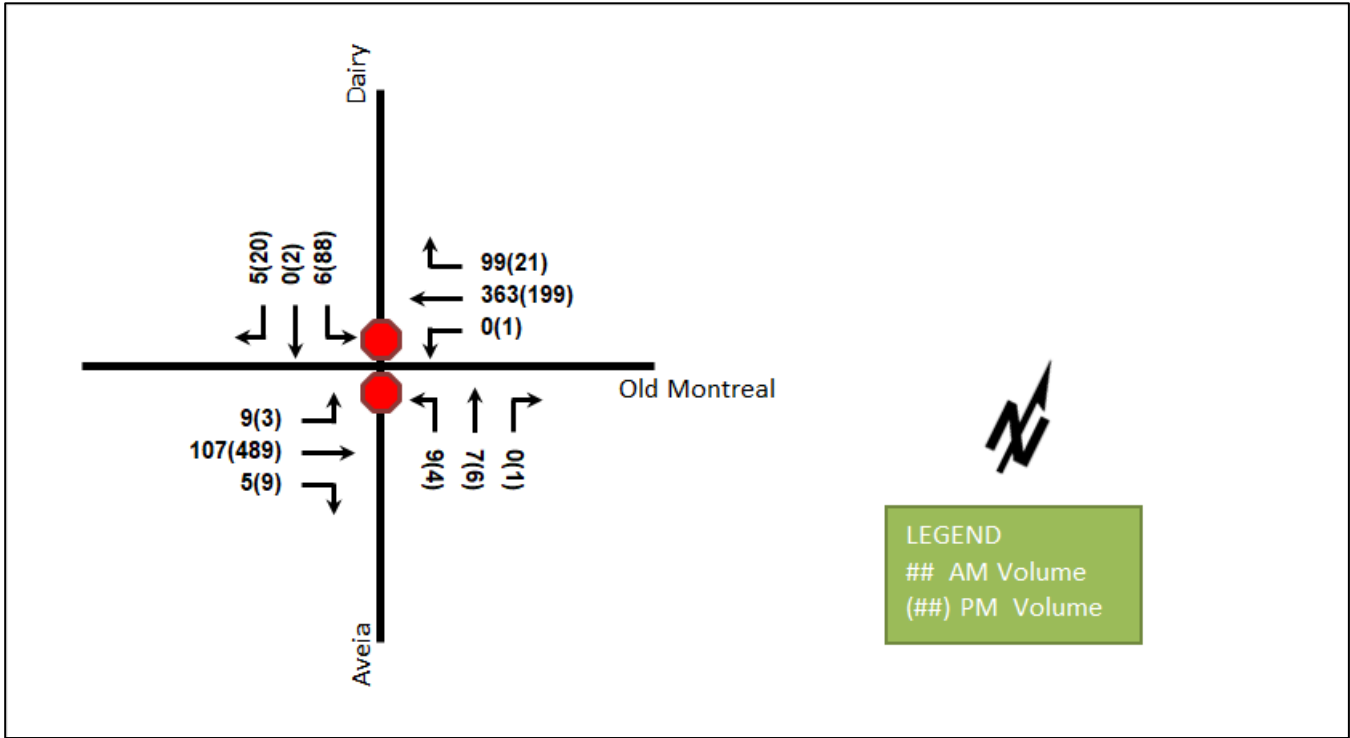 Dairy
5(20)
0(2)
6(88)
99(21)
363(199)
0(1)
Old Montreal
9(3)
107(489)
5(9)
9(4)
7(6)
0(1)
N
Aveia
LEGEND
## AM Volume
(##) PM Volume